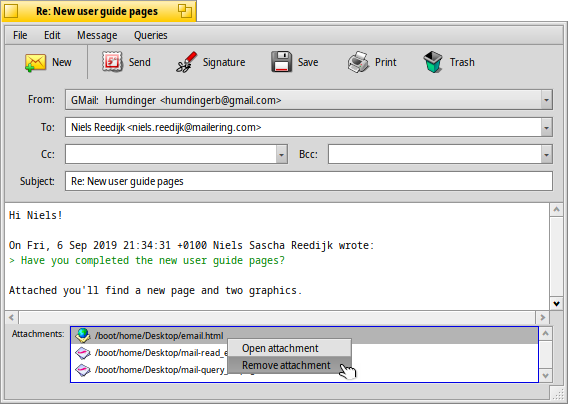 Re: New user guide pages
File Edit Message Queries
New Send Signature Save Print Trash
From: GMail: Humdinger <humdingerb@gmail.com>
To: Niels Reedijk <niels.reedijk@mailering.com>
Cc: Bcc:
Subject: Re: New user guide pages
Hi Niels!
On Fri, 6 Sep 2019 21:34:31 +0100 Niels Sascha Reedijk wrote:
> Have you completed the new user guide pages?
Attached you'll find a new page and two graphics.
Attachments: /boot/home/Desktop/email.html
Open attachment
/boot/home/Desktop/mail-read_e
Remove attachment
/boot/home/Desktop/mail-query_